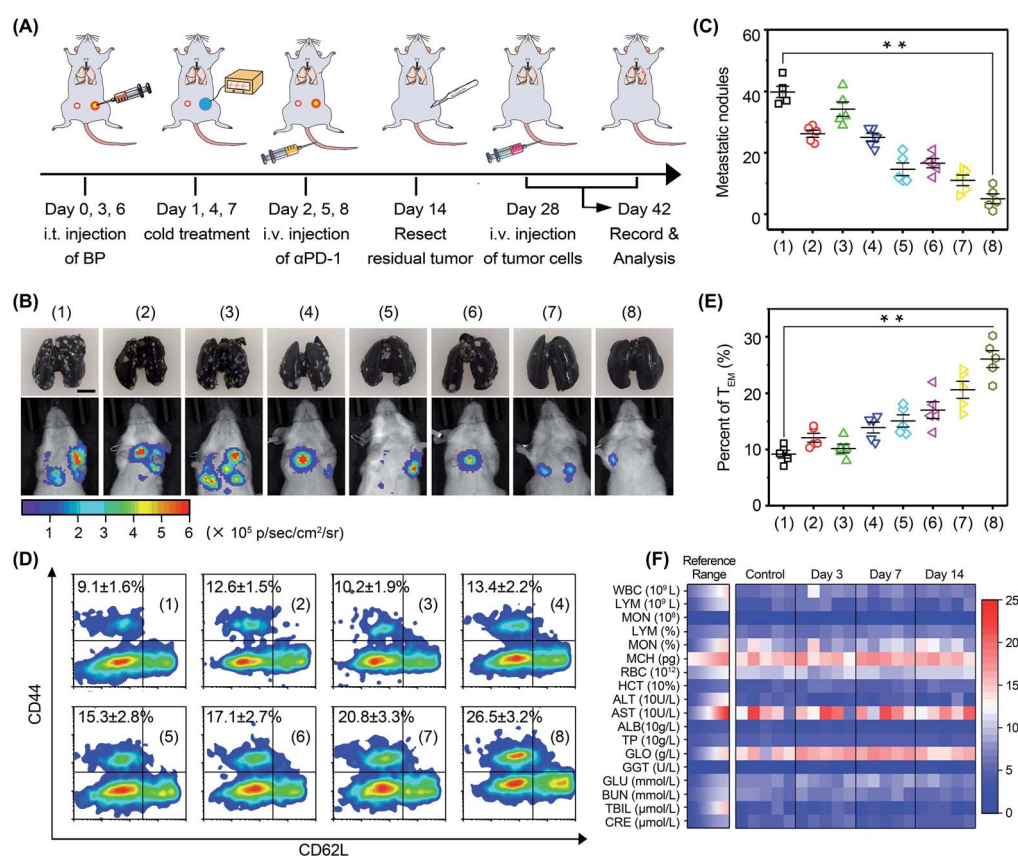 (A)
Day 0, 3, 6
i.t. injection
of BP
Day 1, 4, 7
cold treatment
Day 2, 5, 8
i.v. injection
of αPD-1
Day 14
Resect
residual tumor
Day 28
i.v. injection
of tumor cells
Day 42
Record &
Analysis
(B)
(1) (2) (3) (4) (5) (6) (7) (8)
1 2 3 4 5 6 (× 10⁵ p/sec/cm²/sr)
(C)
Metastatic nodules
60
40
20
0
* *
(1) (2) (3) (4) (5) (6) (7) (8)
(D)
CD44
9.1±1.6% (1)
12.6±1.5% (2)
10.2±1.9% (3)
13.4±2.2% (4)
15.3±2.8% (5)
17.1±2.7% (6)
20.8±3.3% (7)
26.5±3.2% (8)
CD62L
(E)
Percent of T_EM (%)
30
20
10
0
* *
(1) (2) (3) (4) (5) (6) (7) (8)
(F)
Reference
Range
Control Day 3 Day 7 Day 14
WBC (10⁹ L)
LYM (10⁹ L)
MON (10⁸)
LYM (%)
MON (%)
MCH (pg)
RBC (10¹²)
HCT (10%)
ALT (10U/L)
AST (10U/L)
ALB(10g/L)
TP (10g/L)
GLO (g/L)
GGT (U/L)
GLU (mmol/L)
BUN (mmol/L)
TBIL (μmol/L)
CRE (μmol/L)
25
20
15
10
5
0